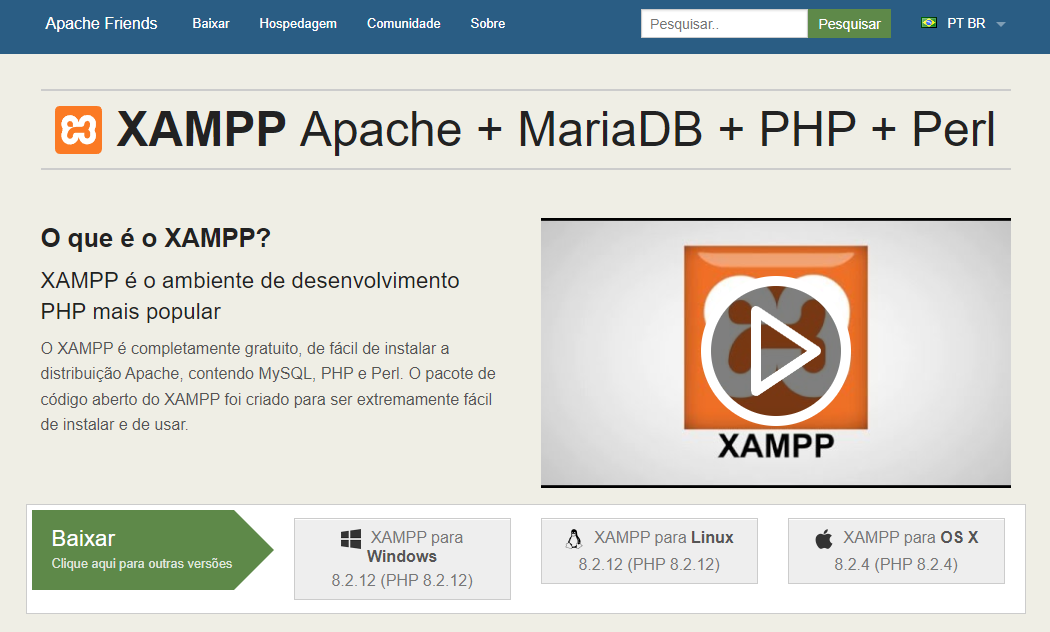 Apache Friends Baixar Hospedagem Comunidade Sobre Pesquisar.. Pesquisar PT BR
XAMPP Apache + MariaDB + PHP + Perl
O que é o XAMPP?
XAMPP é o ambiente de desenvolvimento
PHP mais popular
O XAMPP é completamente gratuito, de fácil de instalar a
distribuição Apache, contendo MySQL, PHP e Perl. O pacote de
código aberto do XAMPP foi criado para ser extremamente fácil
de instalar e de usar.
XAMPP
Baixar
Clique aqui para outras versões
XAMPP para
Windows
8.2.12 (PHP 8.2.12)
XAMPP para Linux
8.2.12 (PHP 8.2.12)
XAMPP para OS X
8.2.4 (PHP 8.2.4)